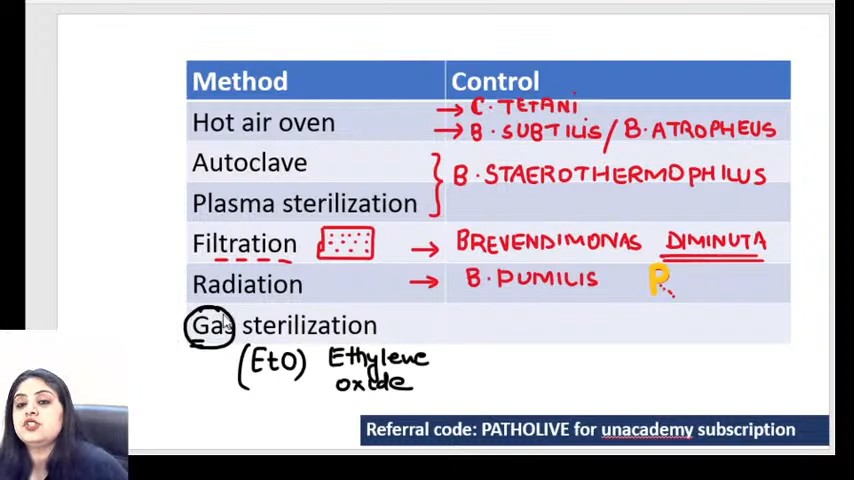 Method Control
Hot air oven → C. TETANI
→ B. SUBTILIS / B. ATROPHEUS
Autoclave
B. STAEROTHERMOPHILUS
Plasma sterilization
Filtration → BREVENDIMONAS DIMINUTA
Radiation → B. PUMILIS R
Gas sterilization
(EtO) Ethylene
oxide
Referral code: PATHOLIVE for unacademy subscription